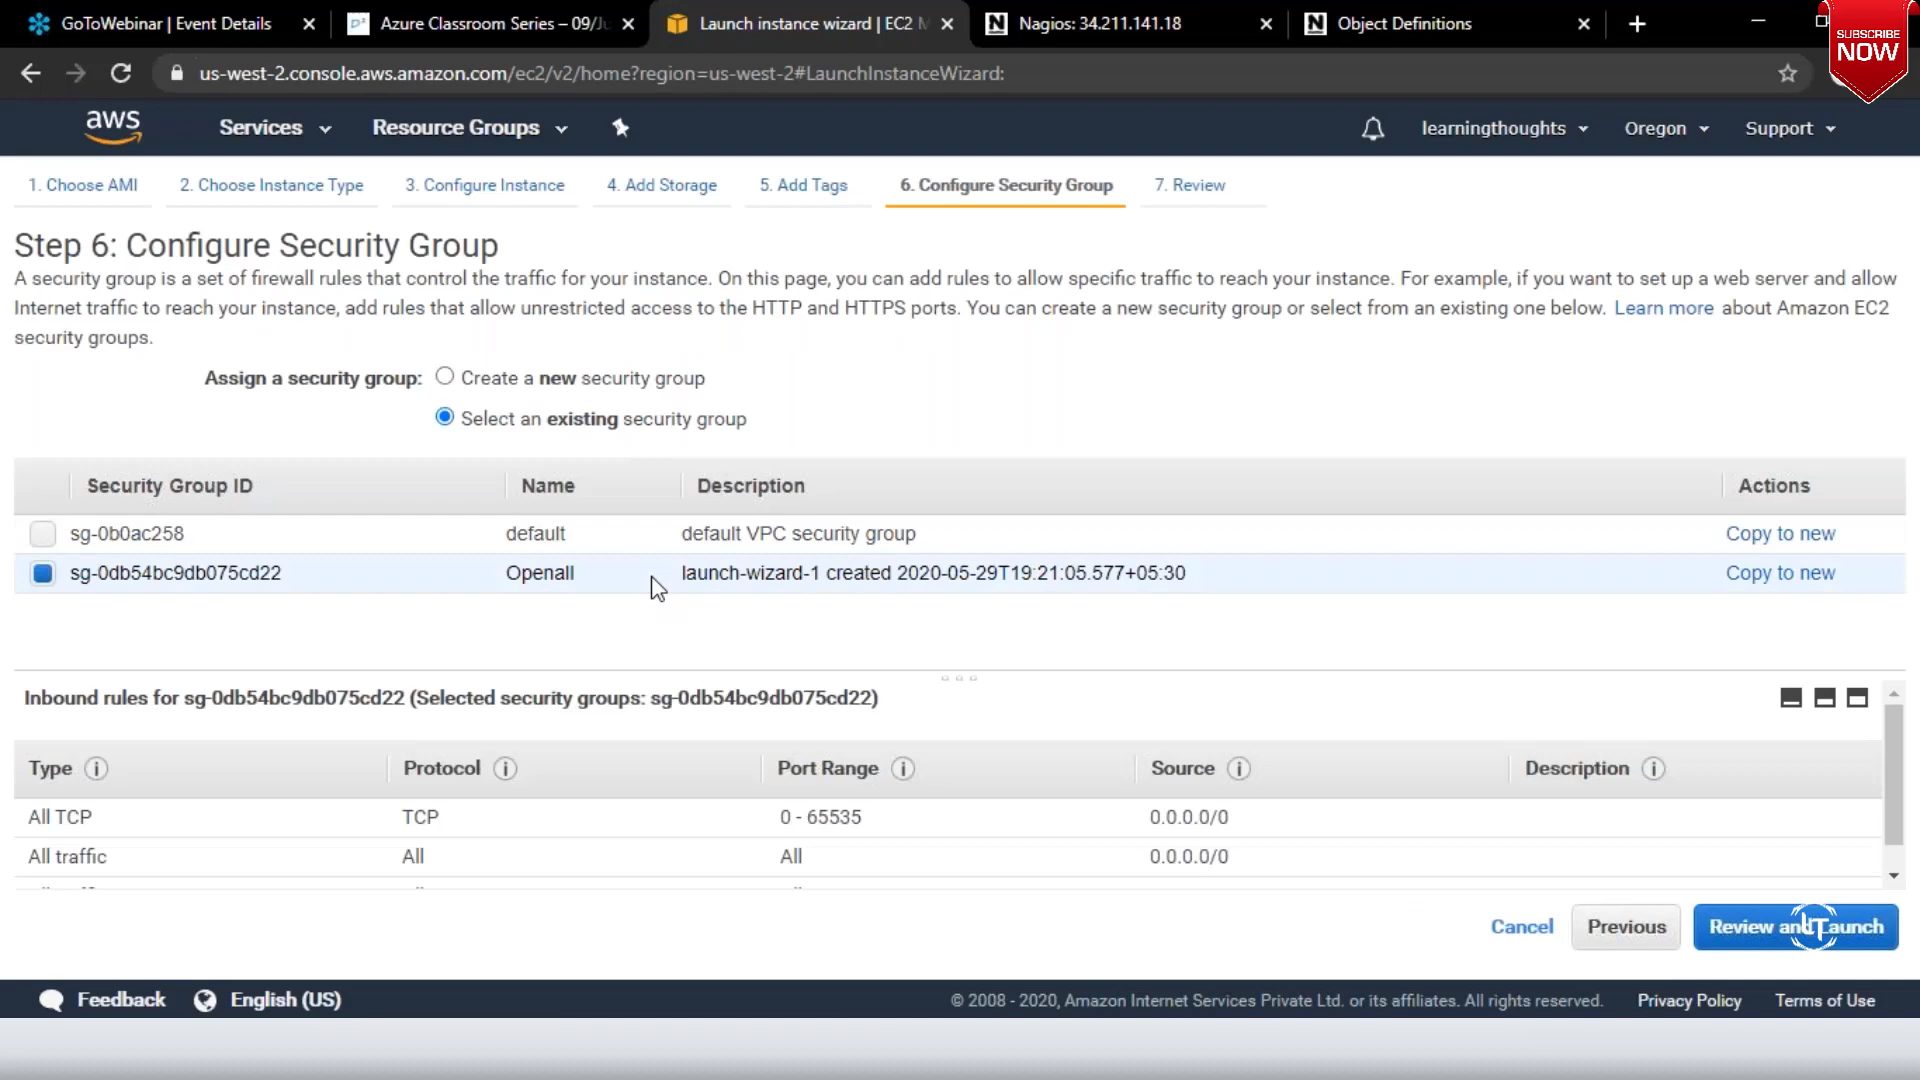 GoToWebinar | Event Details
Azure Classroom Series – 09/Ju
Launch instance wizard | EC2 M
Nagios: 34.211.141.18
Object Definitions
SUBSCRIBE
NOW
us-west-2.console.aws.amazon.com/ec2/v2/home?region=us-west-2#LaunchInstanceWizard:
aws
Services
Resource Groups
learningthoughts
Oregon
Support
1. Choose AMI
2. Choose Instance Type
3. Configure Instance
4. Add Storage
5. Add Tags
6. Configure Security Group
7. Review
Step 6: Configure Security Group
A security group is a set of firewall rules that control the traffic for your instance. On this page, you can add rules to allow specific traffic to reach your instance. For example, if you want to set up a web server and allow
Internet traffic to reach your instance, add rules that allow unrestricted access to the HTTP and HTTPS ports. You can create a new security group or select from an existing one below. Learn more about Amazon EC2
security groups.
Assign a security group: Create a new security group
Select an existing security group
Security Group ID Name Description Actions
sg-0b0ac258 default default VPC security group Copy to new
sg-0db54bc9db075cd22 Openall launch-wizard-1 created 2020-05-29T19:21:05.577+05:30 Copy to new
Inbound rules for sg-0db54bc9db075cd22 (Selected security groups: sg-0db54bc9db075cd22)
Type Protocol Port Range Source Description
All TCP TCP 0 - 65535 0.0.0.0/0
All traffic All All 0.0.0.0/0
Cancel Previous Review and Launch
Feedback English (US) © 2008 - 2020, Amazon Internet Services Private Ltd. or its affiliates. All rights reserved. Privacy Policy Terms of Use